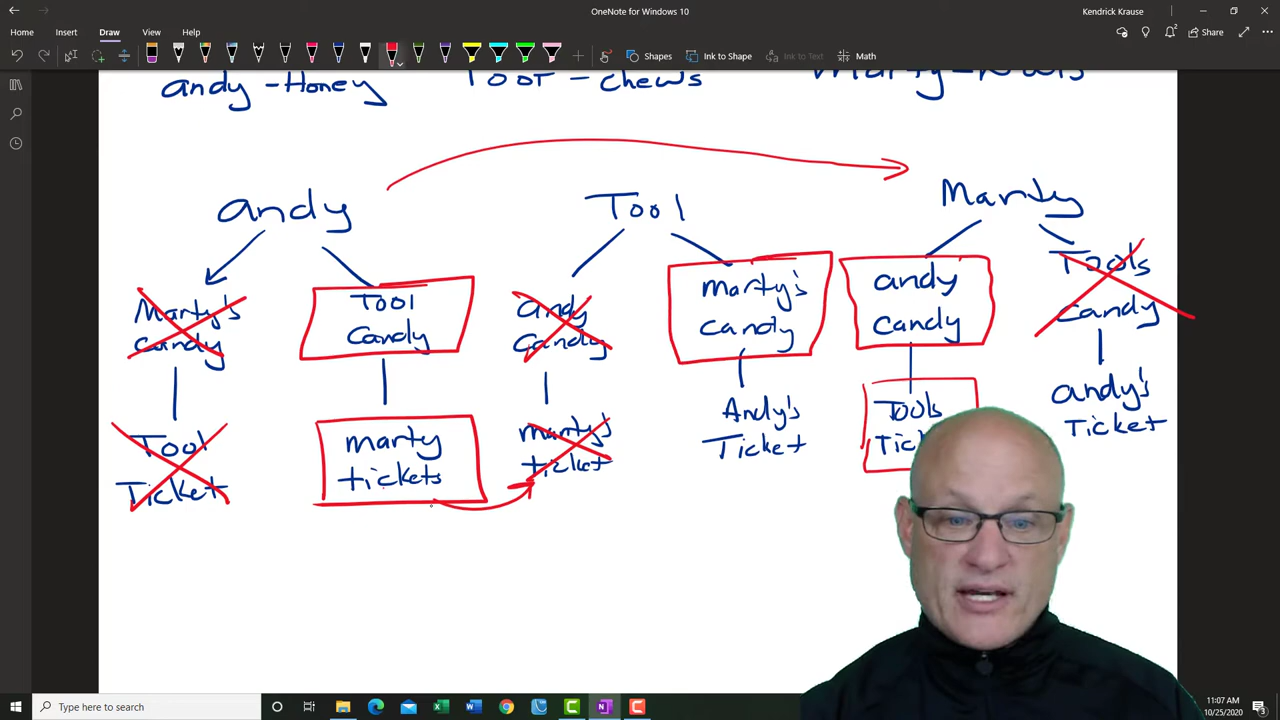 OneNote for Windows 10
Kendrick Krause
Home
Insert
Draw
View
Help
Share
Shapes
Ink to Shape
Ink to Text
Math
andy - Honey
- chews
andy
Tool
Marty
Marty's
Candy
Tool
Candy
Andy
Candy
marty's
candy
andy
candy
Tools
Candy
Tool
Ticket
marty
tickets
marty's
ticket
Andy's
Ticket
Tools
andy's
Ticket
Type here to search
11:07 AM
10/25/2020